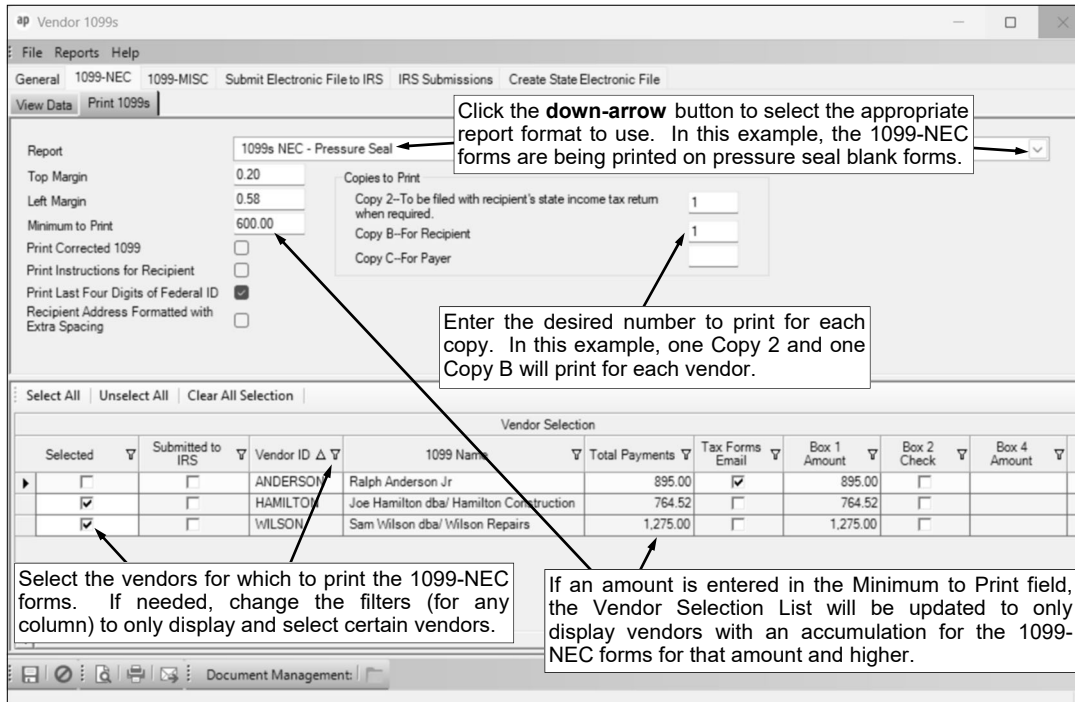 ap Vendor 1099s
File Reports Help
General 1099-NEC 1099-MISC Submit Electronic File to IRS IRS Submissions Create State Electronic File
View Data Print 1099s
Click the down-arrow button to select the appropriate
report format to use. In this example, the 1099-NEC
forms are being printed on pressure seal blank forms.
Report 1099s NEC - Pressure Seal
Top Margin 0.20
Left Margin 0.58
Minimum to Print 600.00
Print Corrected 1099
Print Instructions for Recipient
Print Last Four Digits of Federal ID
Recipient Address Formatted with
Extra Spacing
Copies to Print
Copy 2--To be filed with recipient's state income tax return
when required. 1
Copy B--For Recipient 1
Copy C--For Payer
Enter the desired number to print for each
copy. In this example, one Copy 2 and one
Copy B will print for each vendor.
Select All Unselect All Clear All Selection
Vendor Selection
Selected Submitted to IRS Vendor ID 1099 Name Total Payments Tax Forms Email Box 1 Amount Box 2 Check Box 4 Amount
ANDERSON Ralph Anderson Jr 895.00 895.00
HAMILTON Joe Hamilton dba/ Hamilton Construction 764.52 764.52
WILSON Sam Wilson dba/ Wilson Repairs 1,275.00 1,275.00
Select the vendors for which to print the 1099-NEC
forms. If needed, change the filters (for any
column) to only display and select certain vendors.
If an amount is entered in the Minimum to Print field,
the Vendor Selection List will be updated to only
display vendors with an accumulation for the 1099-
NEC forms for that amount and higher.
Document Management: